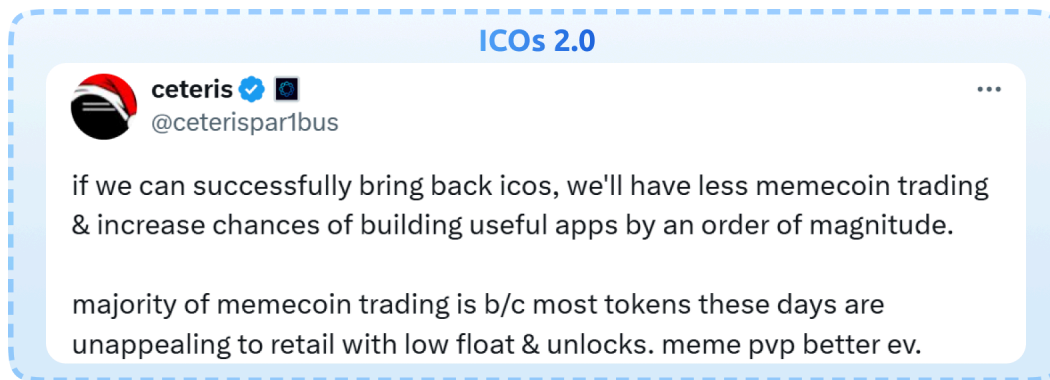 ICOs 2.0
ceteris
@ceterispar1bus
if we can successfully bring back icos, we'll have less memecoin trading
& increase chances of building useful apps by an order of magnitude.
majority of memecoin trading is b/c most tokens these days are
unappealing to retail with low float & unlocks. meme pvp better ev.